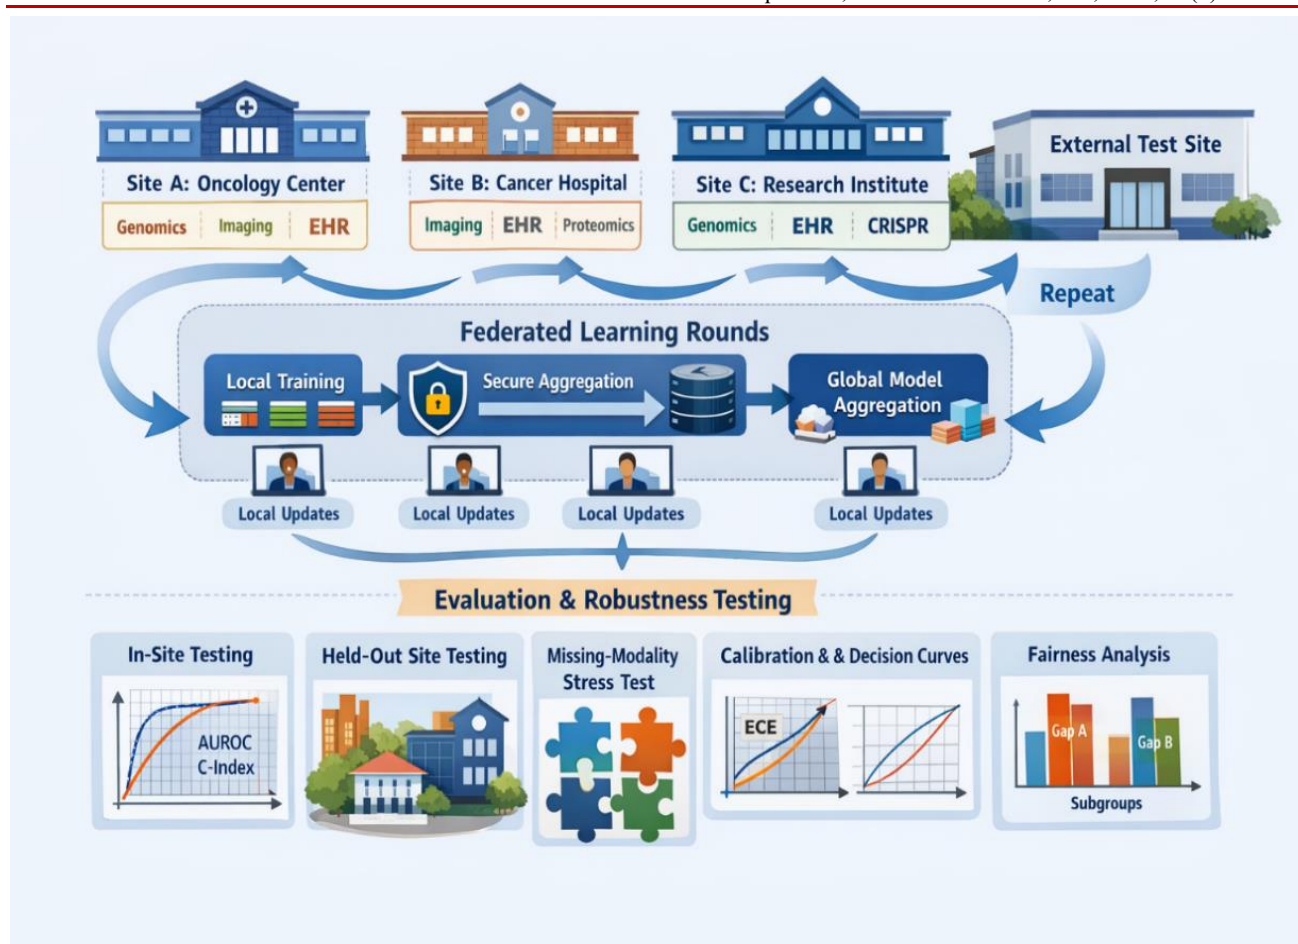 External Test Site
Site A: Oncology Center
Site B: Cancer Hospital
Site C: Research Institute
Genomics
Imaging
EHR
Imaging
EHR
Proteomics
Genomics
EHR
CRISPR
Repeat
Federated Learning Rounds
Local Training
Secure Aggregation
Global Model
Aggregation
Local Updates
Local Updates
Local Updates
Local Updates
Evaluation & Robustness Testing
In-Site Testing
AUROC
C-Index
Held-Out Site Testing
Missing-Modality
Stress Test
Calibration & & Decision Curves
ECE
Fairness Analysis
Gap A
Gap B
Subgroups